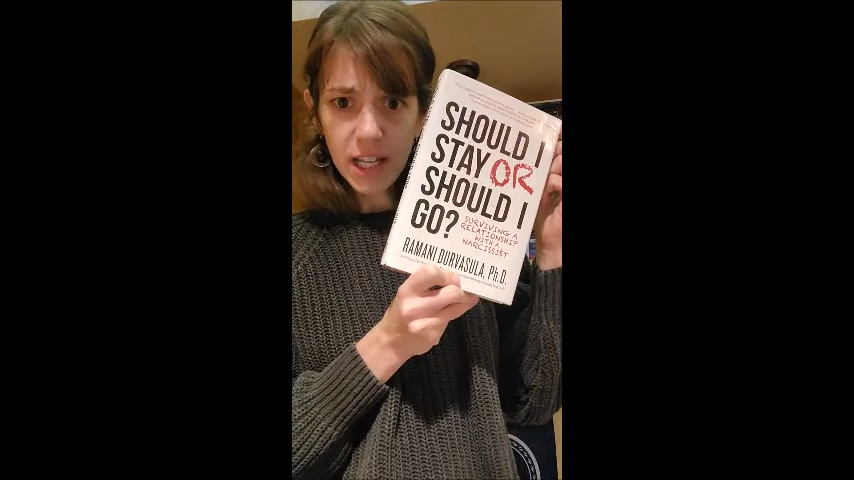 SHOULD I
STAY OR
SHOULD I
GO?
SURVIVING A
RELATIONSHIP
WITH A
NARCISSIST
RAMANI DURVASULA, Ph.D.